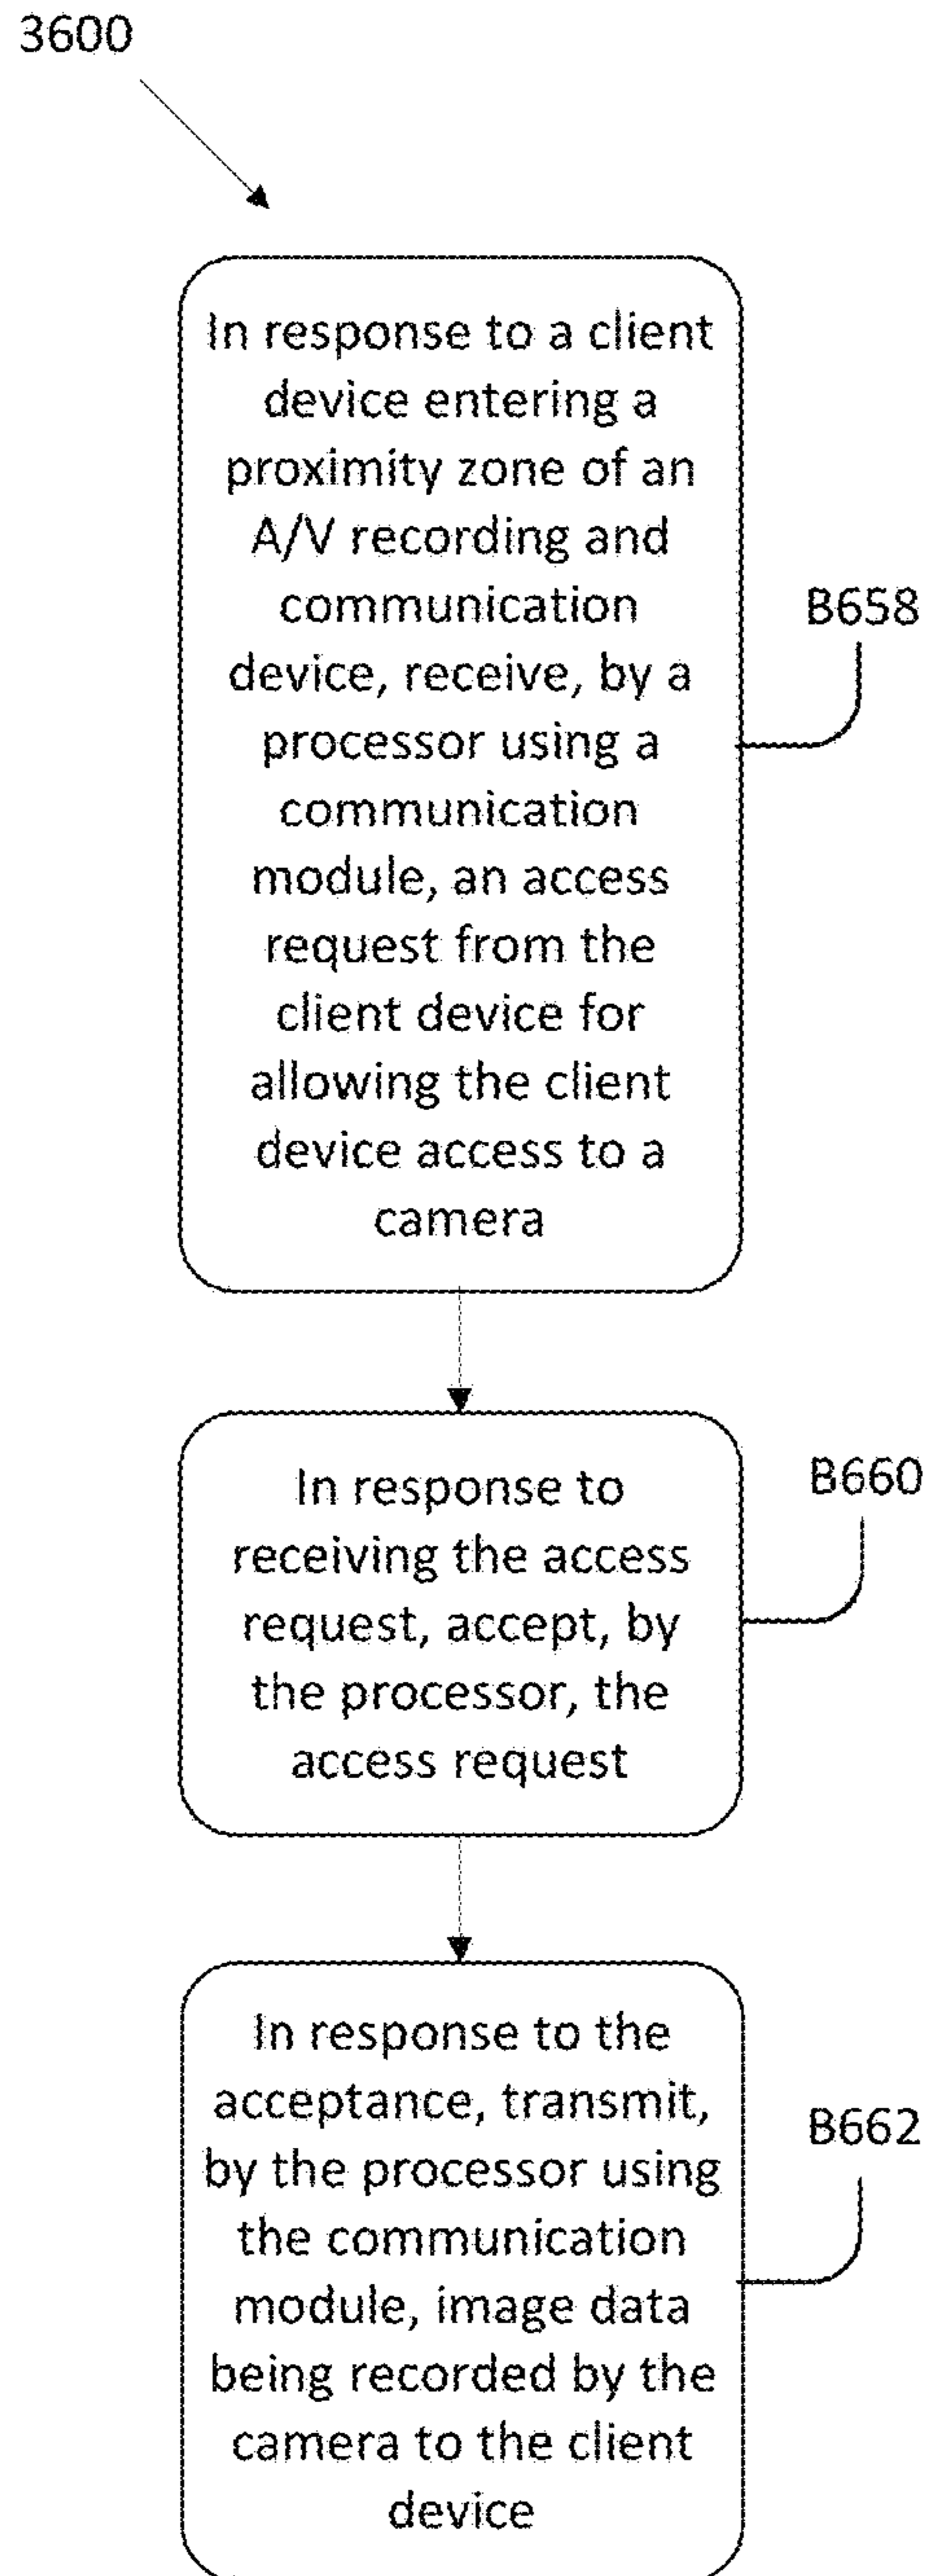 3600
In response to a client
device entering a
proximity zone of an
A/V recording and
communication
device, receive, by a
processor using a
communication
module, an access
request from the
client device for
allowing the client
device access to a
camera
B658
In response to
receiving the access
request, accept, by
the processor, the
access request
B660
In response to the
acceptance, transmit,
by the processor using
the communication
module, image data
being recorded by the
camera to the client
device
B662